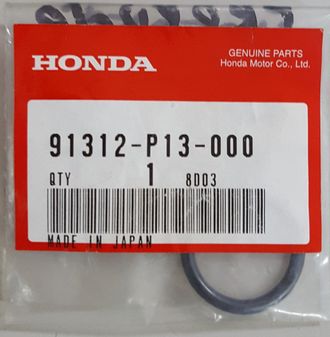 HONDA
GENUINE PARTS
Honda Motor Co., Ltd.
91312-P13-000
QTY 1 8D03
MADE IN JAPAN